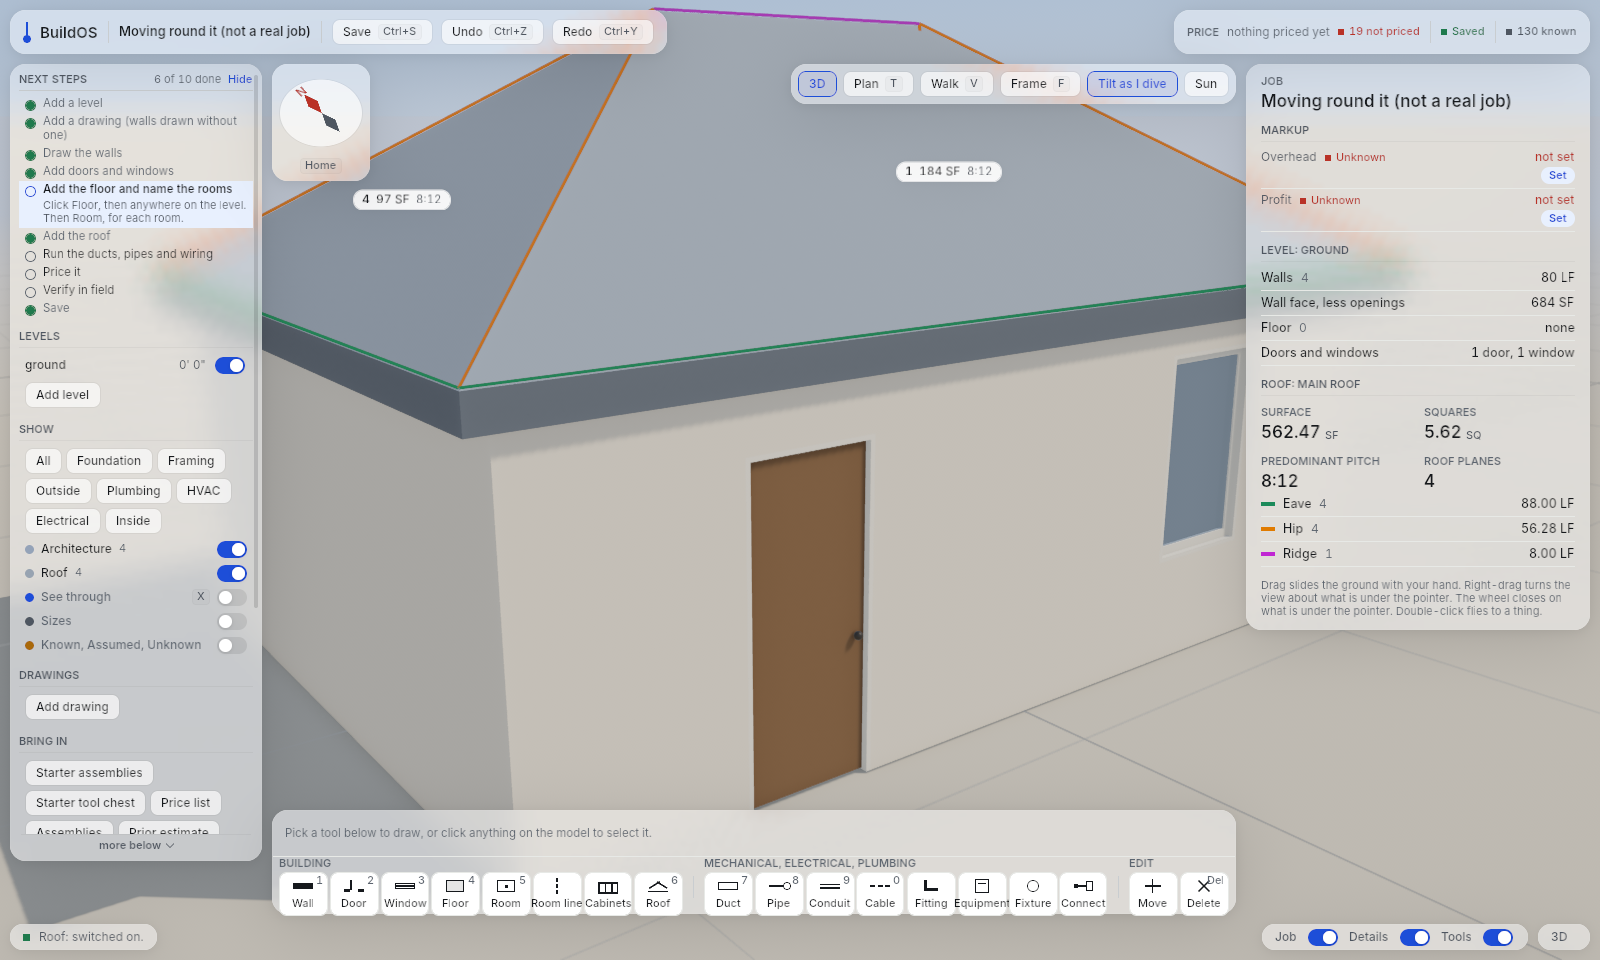 BuildOS
Moving round it (not a real job)
Save Ctrl+S
Undo Ctrl+Z
Redo Ctrl+Y
PRICE nothing priced yet 19 not priced
Saved
130 known
NEXT STEPS 6 of 10 done Hide
Add a level
Add a drawing (walls drawn without
one)
Draw the walls
Add doors and windows
Add the floor and name the rooms
Click Floor, then anywhere on the level.
Then Room, for each room.
Add the roof
Run the ducts, pipes and wiring
Price it
Verify in field
Save
LEVELS
ground 0' 0"
Add level
SHOW
All Foundation Framing
Outside Plumbing HVAC
Electrical Inside
Architecture 4
Roof 4
See through X
Sizes
Known, Assumed, Unknown
DRAWINGS
Add drawing
BRING IN
Starter assemblies
Starter tool chest Price list
Assemblies Prior estimate
more below
N
Home
3D
Plan T
Walk V
Frame F
Tilt as I dive
Sun
4 97 SF 8:12
1 184 SF 8:12
JOB
Moving round it (not a real job)
MARKUP
Overhead Unknown not set
Set
Profit Unknown not set
Set
LEVEL: GROUND
Walls 4 80 LF
Wall face, less openings 684 SF
Floor 0 none
Doors and windows 1 door, 1 window
ROOF: MAIN ROOF
SURFACE SQUARES
562.47 SF 5.62 SQ
PREDOMINANT PITCH ROOF PLANES
8:12 4
Eave 4 88.00 LF
Hip 4 56.28 LF
Ridge 1 8.00 LF
Drag slides the ground with your hand. Right-drag turns the
view about what is under the pointer. The wheel closes on
what is under the pointer. Double-click flies to a thing.
Pick a tool below to draw, or click anything on the model to select it.
BUILDING
1 Wall
2 Door
3 Window
4 Floor
5 Room
Room line
Cabinets
6 Roof
MECHANICAL, ELECTRICAL, PLUMBING
7 Duct
8 Pipe
9 Conduit
0 Cable
Fitting
Equipment
Fixture
Connect
EDIT
Move
Del Delete
Roof: switched on.
Job Details Tools 3D